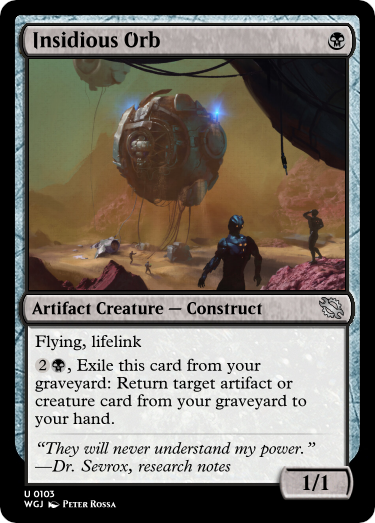 Insidious Orb
Artifact Creature — Construct
Flying, lifelink
2, Exile this card from your
graveyard: Return target artifact or
creature card from your graveyard to
your hand.
“They will never understand my power.”
—Dr. Sevrox, research notes
1/1
U 0103
WGJ PETER ROSSA